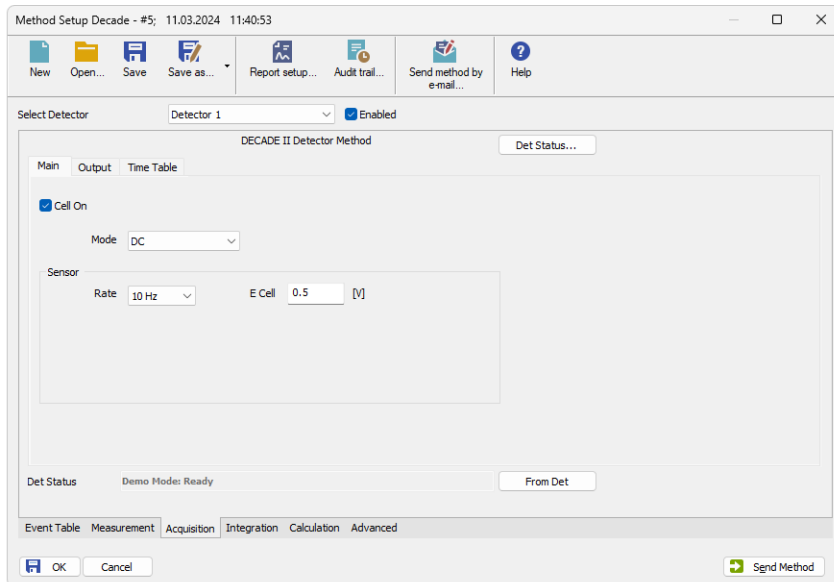 Method Setup Decade - #5; 11.03.2024 11:40:53
New Open... Save Save as... Report setup... Audit trail... Send method by e-mail... Help
Select Detector Detector 1 Enabled
DECADE II Detector Method Det Status...
Main Output Time Table
Cell On
Mode DC
Sensor
Rate 10 Hz E Cell 0.5 [V]
Det Status Demo Mode: Ready From Det
Event Table Measurement Acquisition Integration Calculation Advanced
OK Cancel Send Method